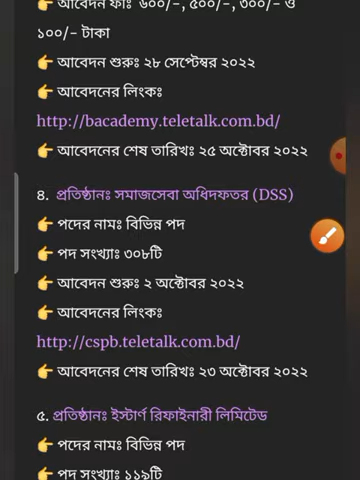 আবেদন ফীঃ ৬০০/-, ৫০০/-, ৩০০/- ও
১০০/- টাকা
👉 আবেদন শুরুঃ ২৮ সেপ্টেম্বর ২০২২
👉 আবেদনের লিংকঃ
http://bacademy.teletalk.com.bd/
👉 আবেদনের শেষ তারিখঃ ২৫ অক্টোবর ২০২২
৪. প্রতিষ্ঠানঃ সমাজসেবা অধিদফতর (DSS)
👉 পদের নামঃ বিভিন্ন পদ
👉 পদ সংখ্যাঃ ৩০৮টি
👉 আবেদন শুরুঃ ২ অক্টোবর ২০২২
👉 আবেদনের লিংকঃ
http://cspb.teletalk.com.bd/
👉 আবেদনের শেষ তারিখঃ ২৩ অক্টোবর ২০২২
৫. প্রতিষ্ঠানঃ ইস্টার্ণ রিফাইনারী লিমিটেড
👉 পদের নামঃ বিভিন্ন পদ
👉 পদ সংখ্যাঃ ১১৯টি